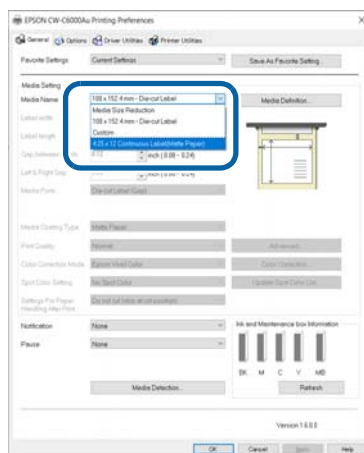 EPSON CW-C6000Au Printing Preferences
General Options Driver Utilities Printer Utilities
Favorite Settings Current Settings Save As Favorite Setting...
Media Setting
Media Name 108 x 152.4 mm - Die-cut Label Media Definition...
Media Size Reduction
Label width 108 x 152.4 mm - Die-cut Label
Custom
Label length 4.25 x 12 Continuous Label(Matte Paper)
Gap between inch (0.08 - 0.24)
Left & Right Gap inch
Media Form Die-cut Label (Gap)
Media Coating Type Matte Paper
Print Quality Normal Advanced...
Color Correction Mode Epson Vivid Color Color Correction...
Spot Color Setting No Spot Color Update Spot Color List
Settings For Paper
Handling After Print
Notification None Ink and Maintenance box Information
Pause None
BK M C Y MB
Media Detection... Refresh
Version 1.6.0.0
OK Cancel Apply Help